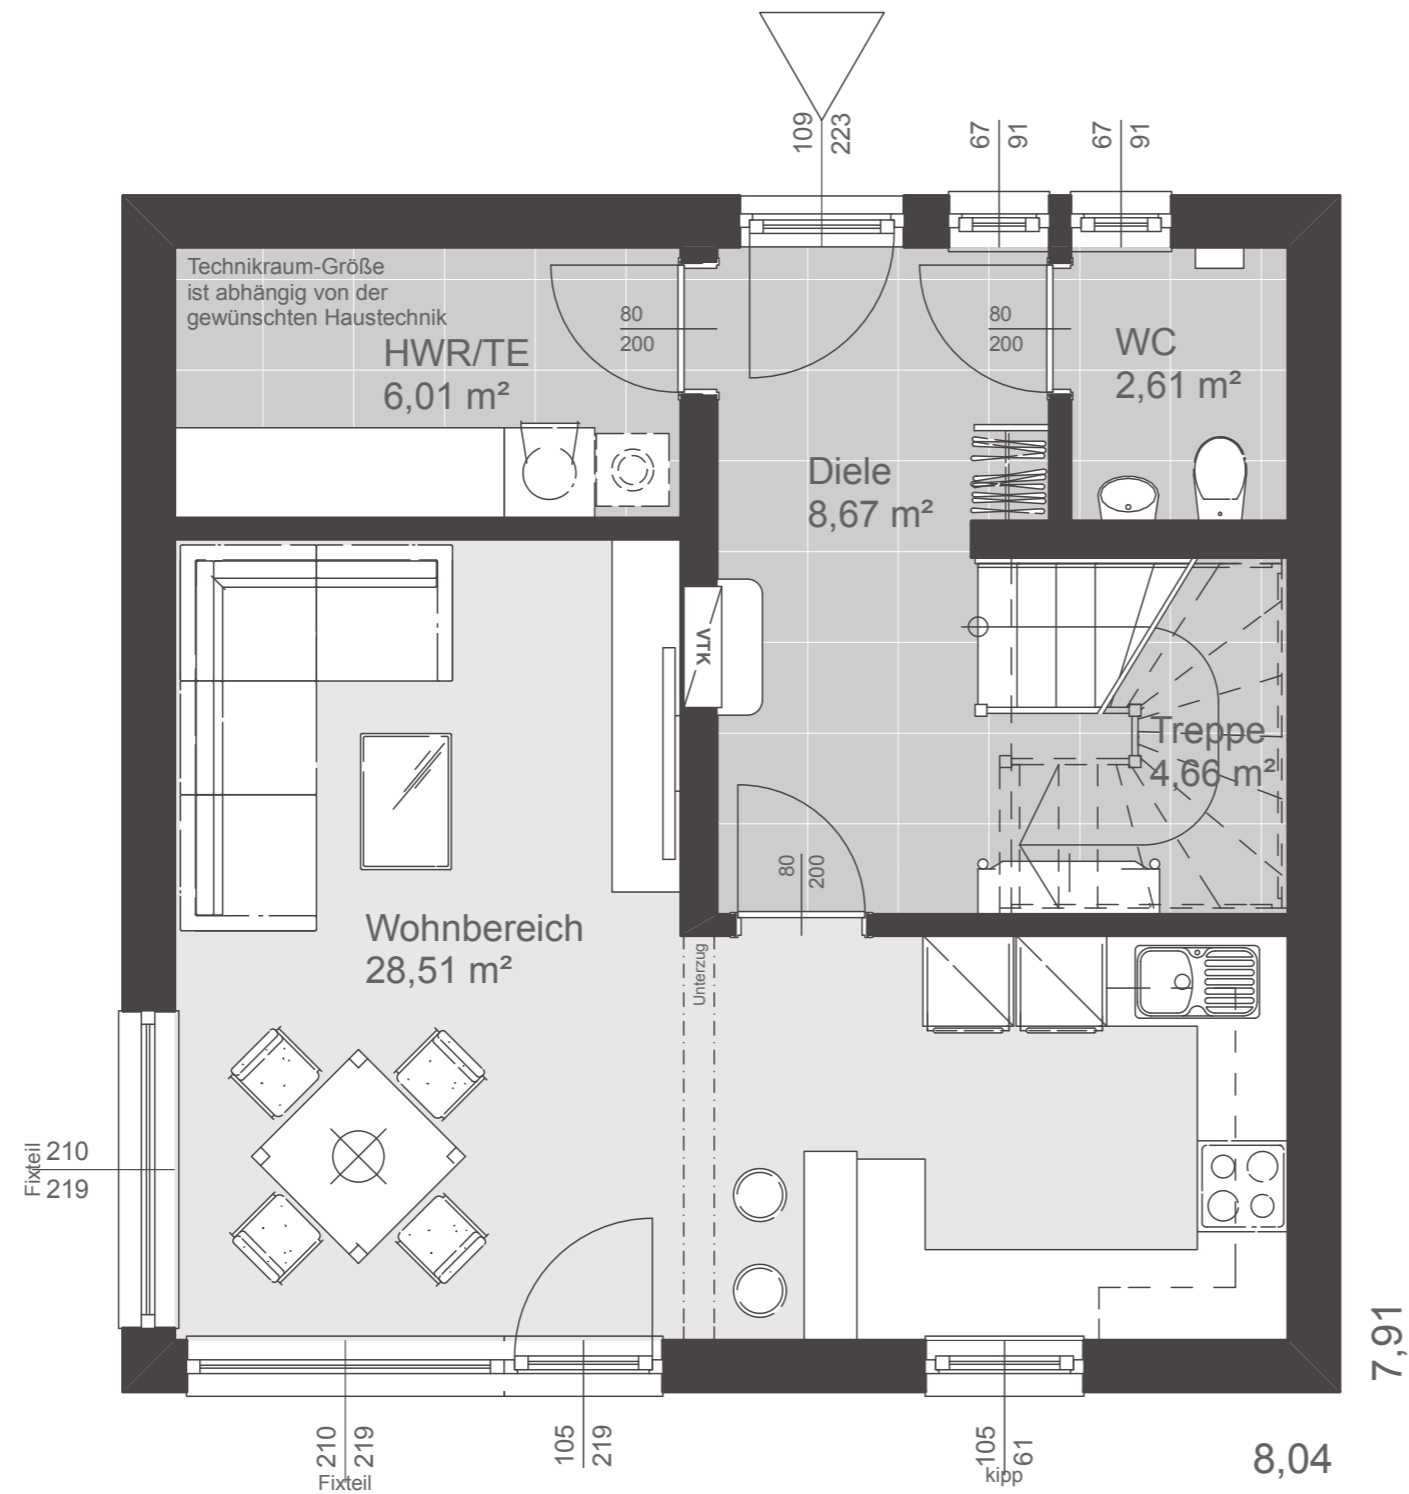 109
223
67
91
67
91
Technikraum-Größe
ist abhängig von der
gewünschten Haustechnik
HWR/TE
6,01 m²
80
200
80
200
WC
2,61 m²
Diele
8,67 m²
VTK
Treppe
4,66 m²
80
200
Wohnbereich
28,51 m²
Unterzug
Fixteil
210
219
210
219
Fixteil
105
219
105
61
kipp
7,91
8,04